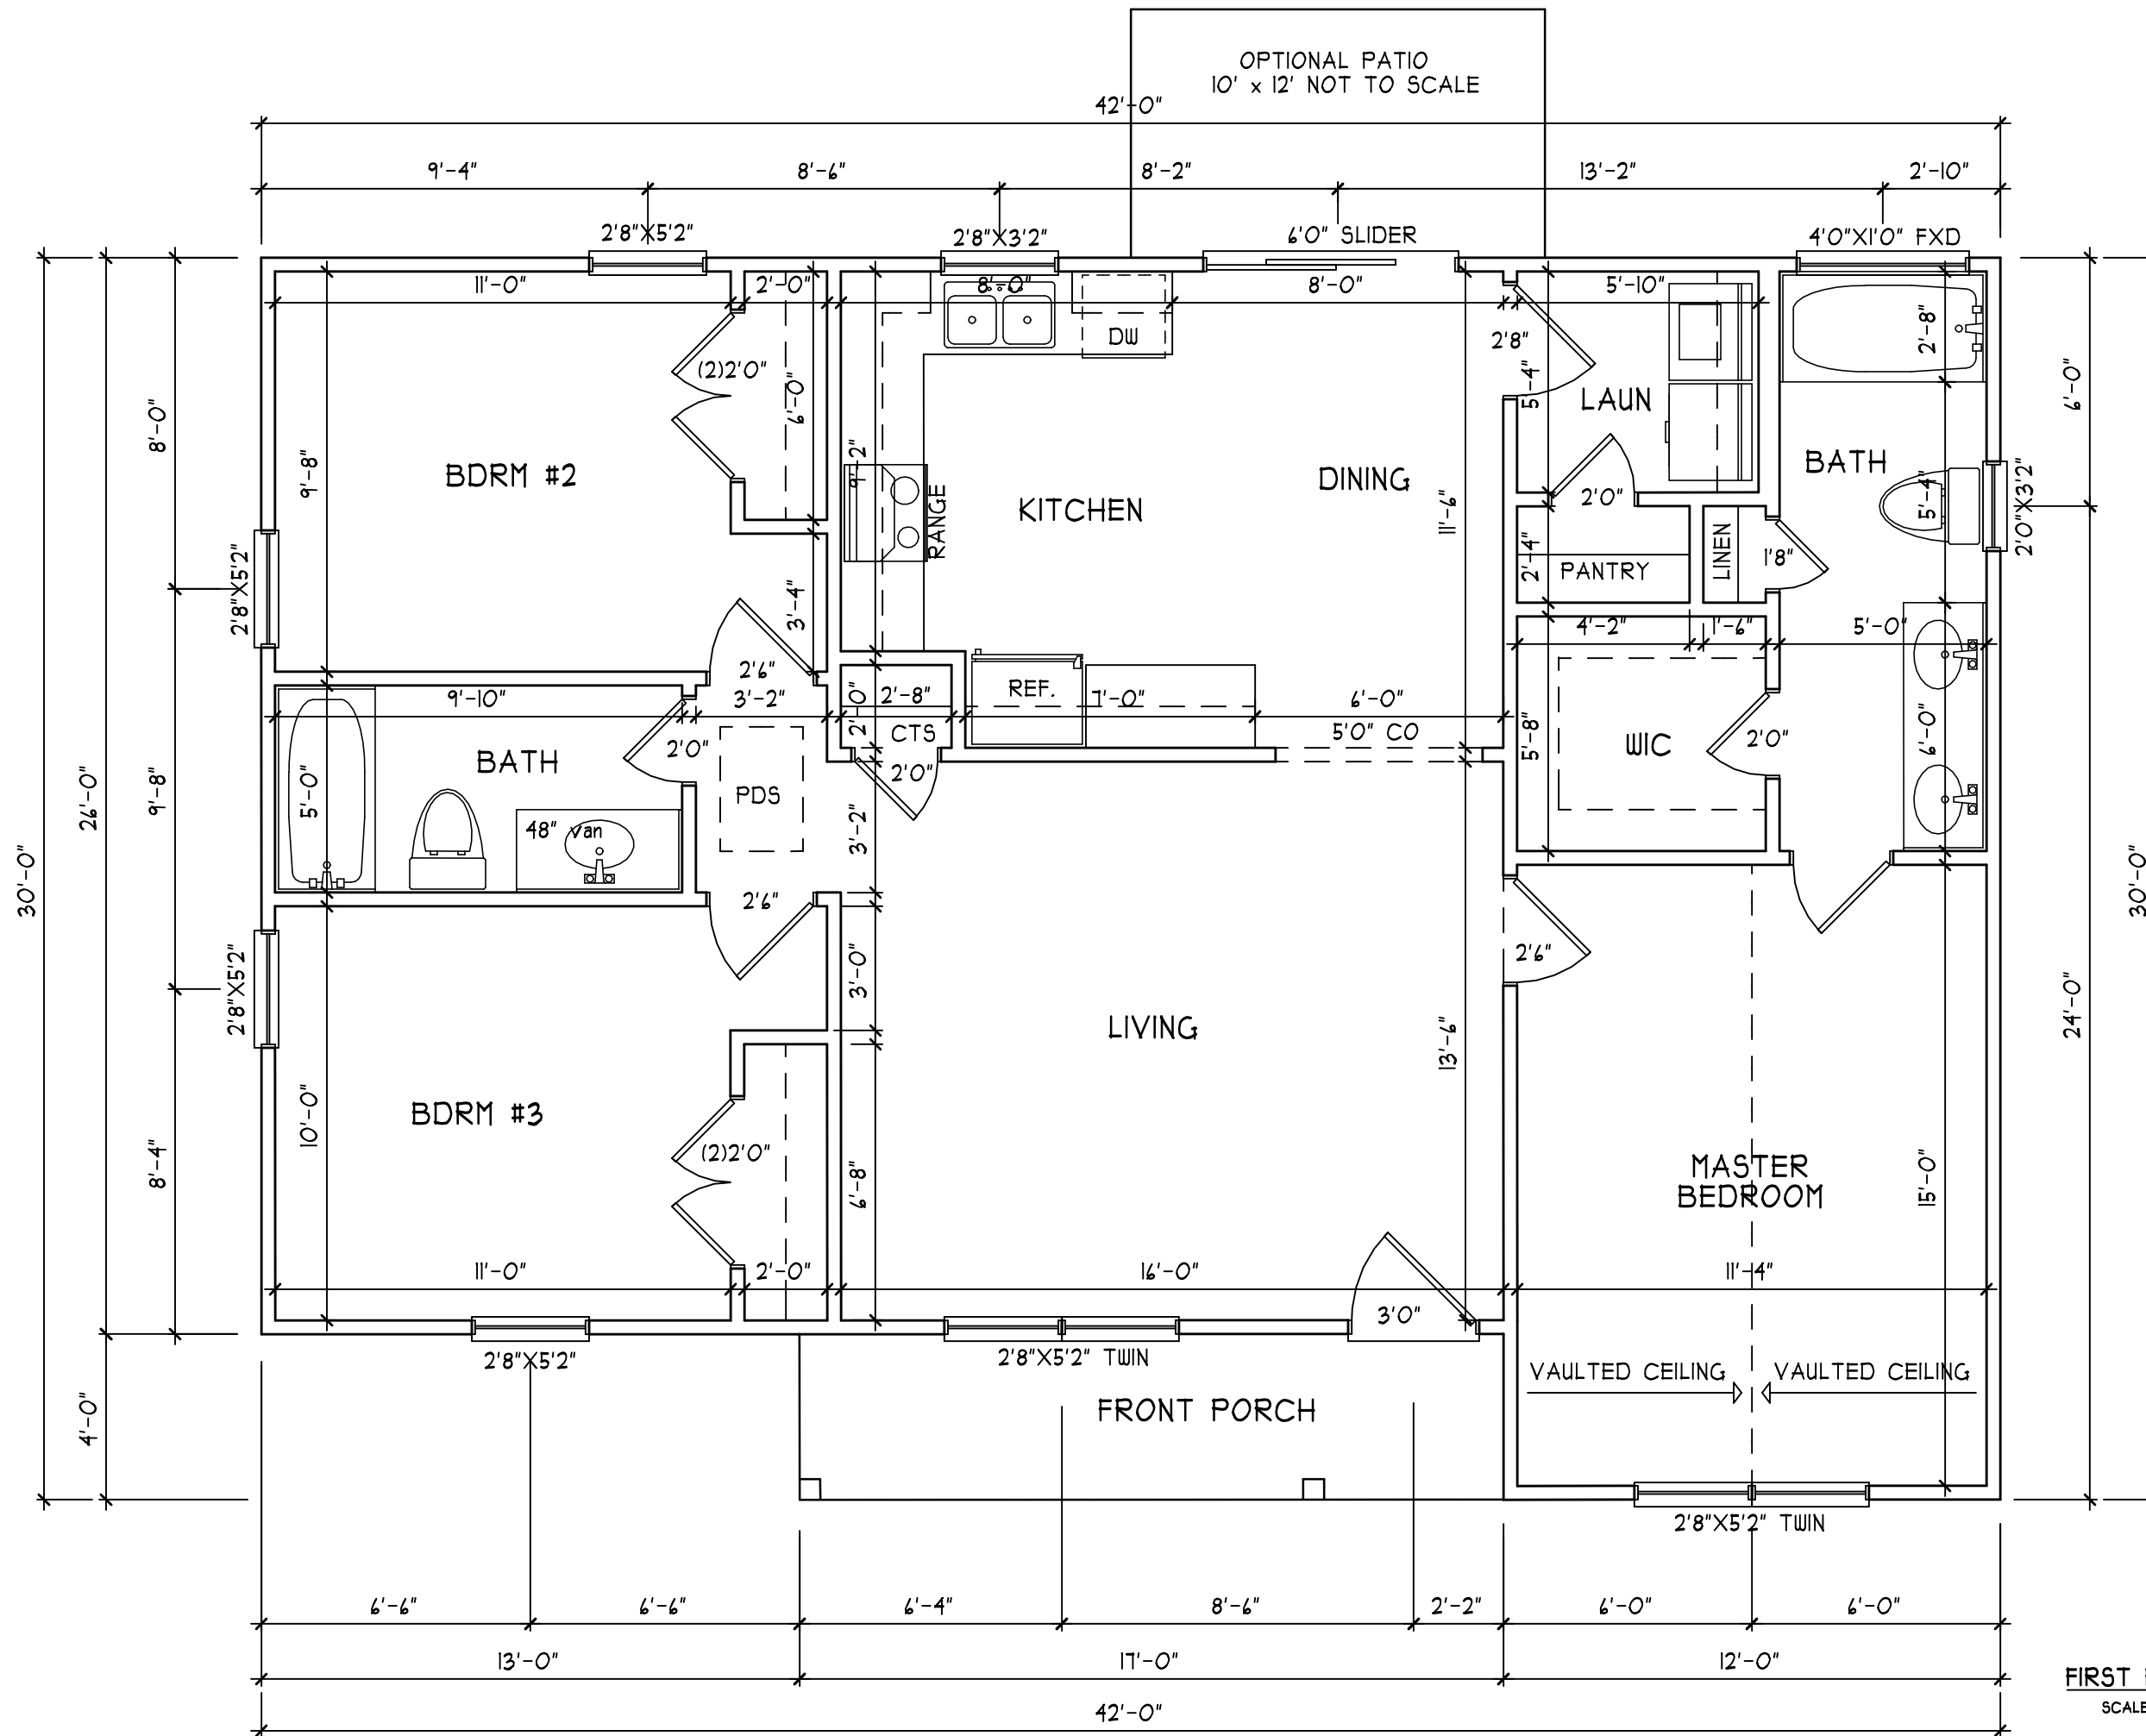 OPTIONAL PATIO
10' x 12' NOT TO SCALE
42'-0"
9'-4"
8'-6"
8'-2"
13'-2"
2'-10"
2'8"X5'2"
2'8"X3'2"
6'0" SLIDER
4'0"X1'0" FXD
11'-0"
2'-0"
8'-0"
8'-0"
5'-10"
2'-8"
DW
2'8"
(2)2'0"
6'-0"
5'-4"
LAUN
6'-0"
8'-0"
9'-8"
BDRM #2
9'-2"
RANGE
KITCHEN
DINING
11'-6"
2'0"
BATH
5'-4"
2'0"X3'2"
2'8"X5'2"
3'-4"
2'-4"
PANTRY
LINEN
1'8"
4'-2"
1'-6"
5'-0"
2'6"
9'-10"
3'-2"
2'-0"
2'-8"
REF.
7'-0"
6'-0"
CTS
5'0" CO
2'0"
BATH
2'0"
2'0"
5'-8"
WIC
6'-0"
30'-0"
26'-0"
9'-8"
5'-0"
48" van
PDS
3'-2"
30'-0"
2'6"
2'8"X5'2"
3'-0"
2'6"
24'-0"
LIVING
13'-6"
BDRM #3
10'-0"
8'-4"
(2)2'0"
6'-8"
MASTER
BEDROOM
15'-0"
11'-0"
2'-0"
16'-0"
11'-4"
3'0"
2'8"X5'2"
2'8"X5'2" TWIN
VAULTED CEILING
VAULTED CEILING
4'-0"
FRONT PORCH
2'8"X5'2" TWIN
6'-6"
6'-6"
6'-4"
8'-6"
2'-2"
6'-0"
6'-0"
13'-0"
17'-0"
12'-0"
FIRST
SCALE
42'-0"